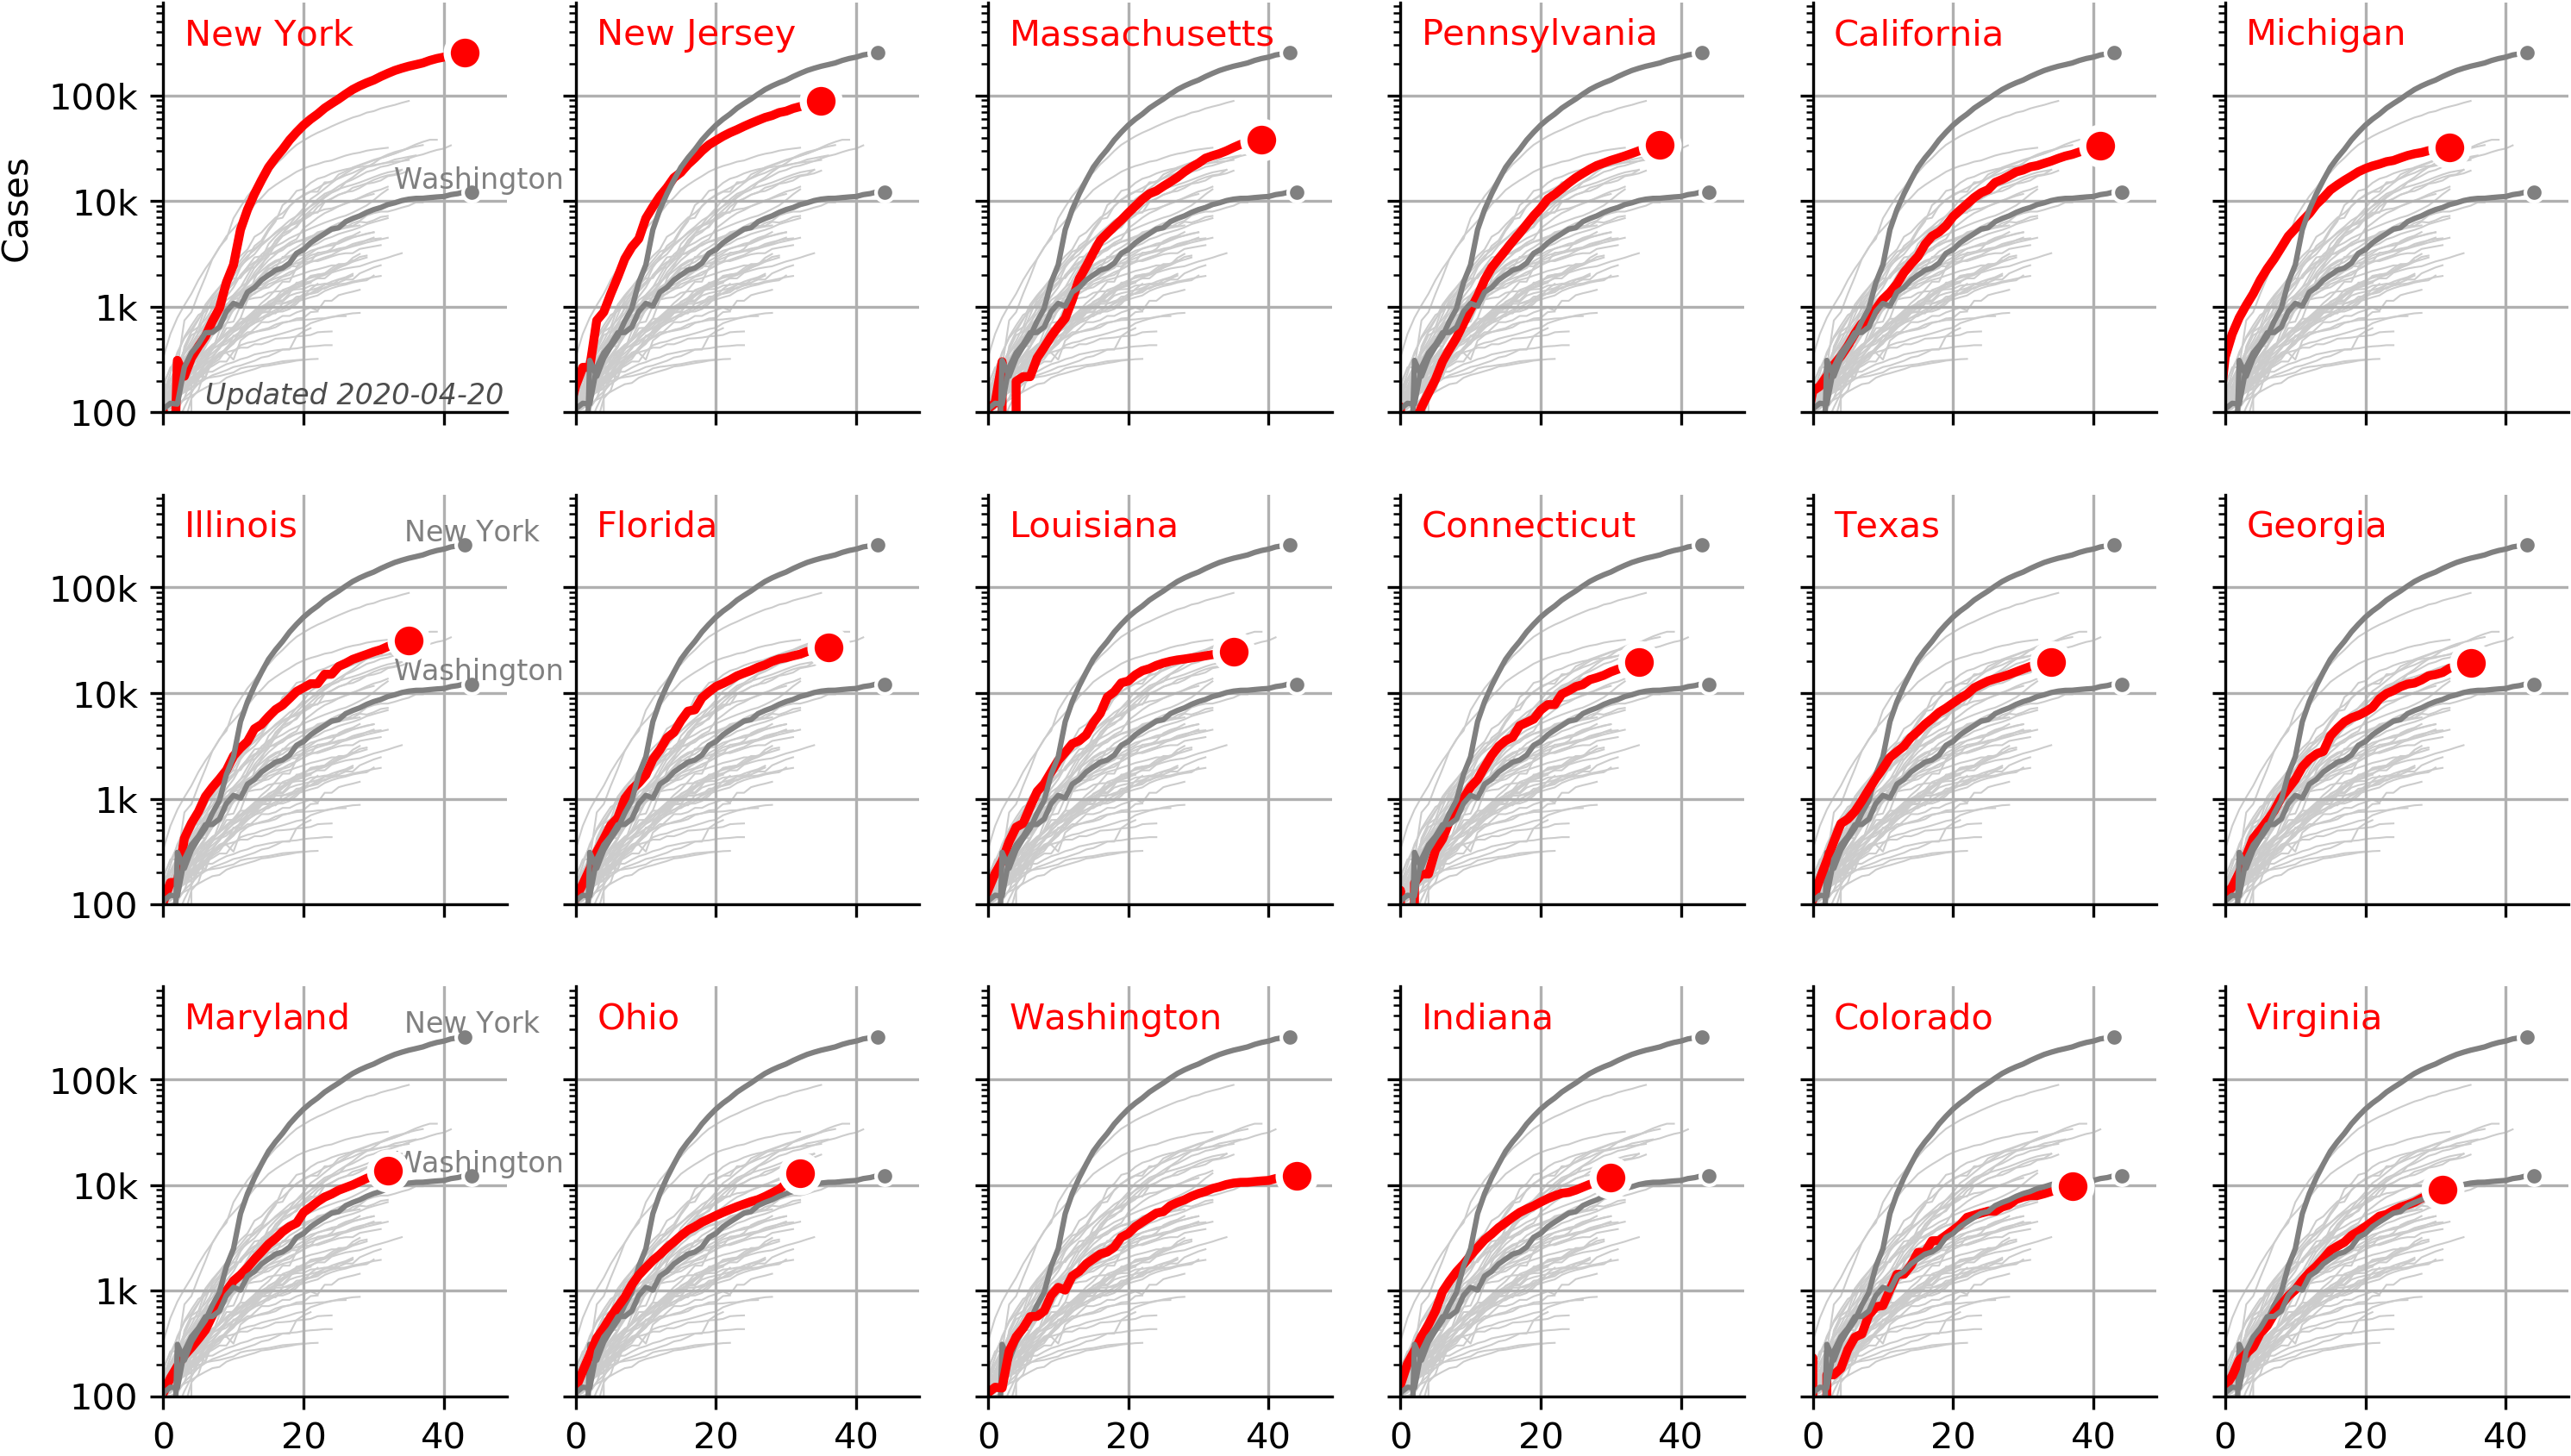 New York
New Jersey
Massachusetts
Pennsylvania
California
Michigan
Cases
100k
10k
1k
100
Washington
Updated 2020-04-20
Illinois
Florida
Louisiana
Connecticut
Texas
Georgia
New York
100k
Washington
10k
1k
100
Maryland
Ohio
Washington
Indiana
Colorado
Virginia
New York
100k
Washington
10k
1k
100
0 20 40 0 20 40 0 20 40 0 20 40 0 20 40 0 20 40